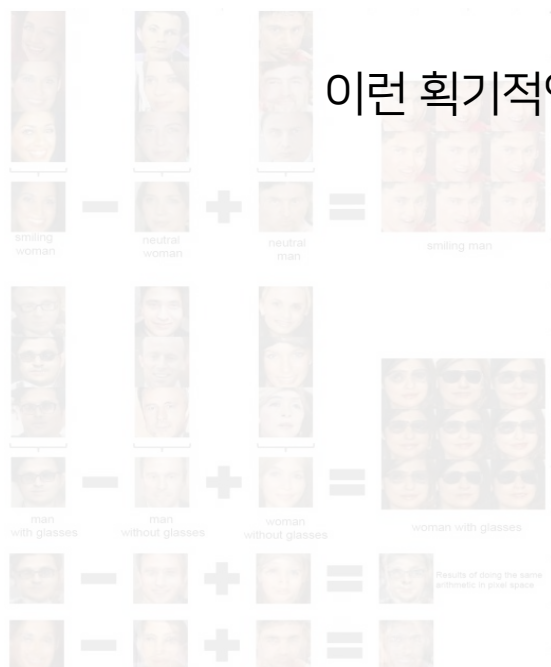 이런 획기적
smiling woman
neutral woman
neutral man
smiling man
man with glasses
man without glasses
woman without glasses
woman with glasses
Results of doing the same
arithmetic in pixel space